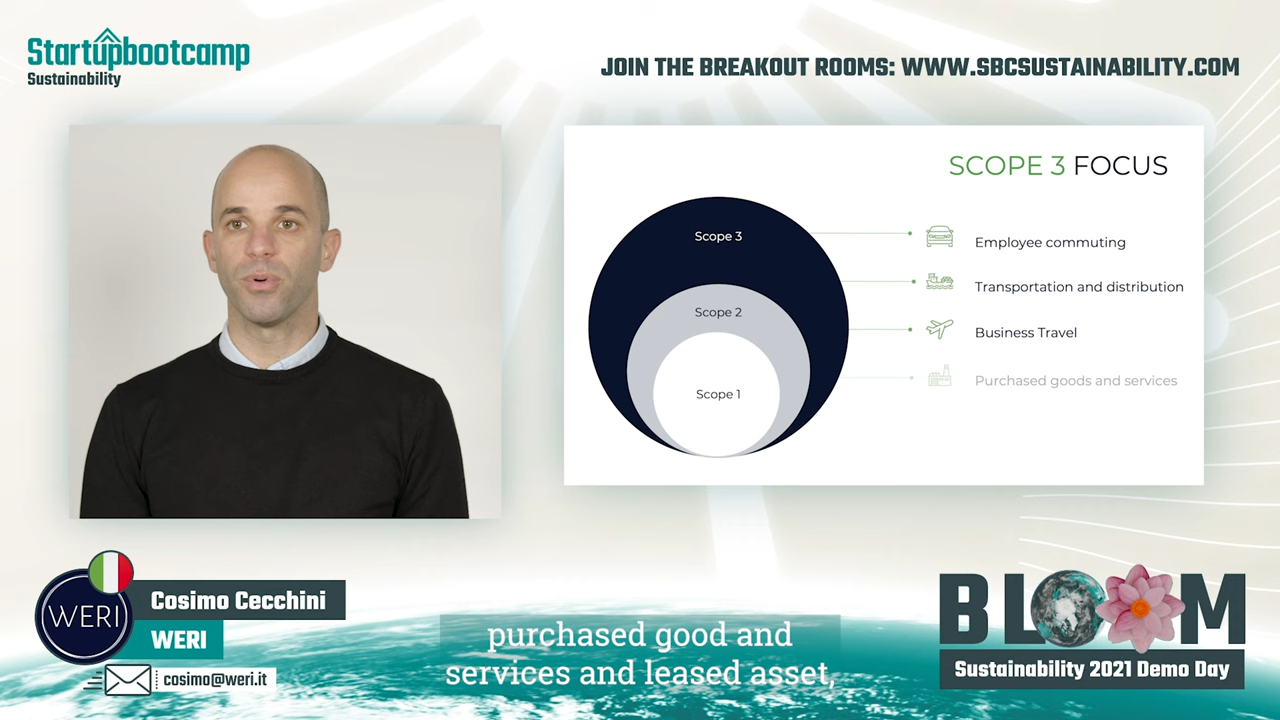 Startupbootcamp
Sustainability
JOIN THE BREAKOUT ROOMS: WWW.SBCSUSTAINABILITY.COM
SCOPE 3 FOCUS
Scope 3
Scope 2
Scope 1
Employee commuting
Transportation and distribution
Business Travel
Purchased goods and services
WERI
Cosimo Cecchini
WERI
cosimo@weri.it
purchased good and
services and leased asset,
BLOOM
Sustainability 2021 Demo Day